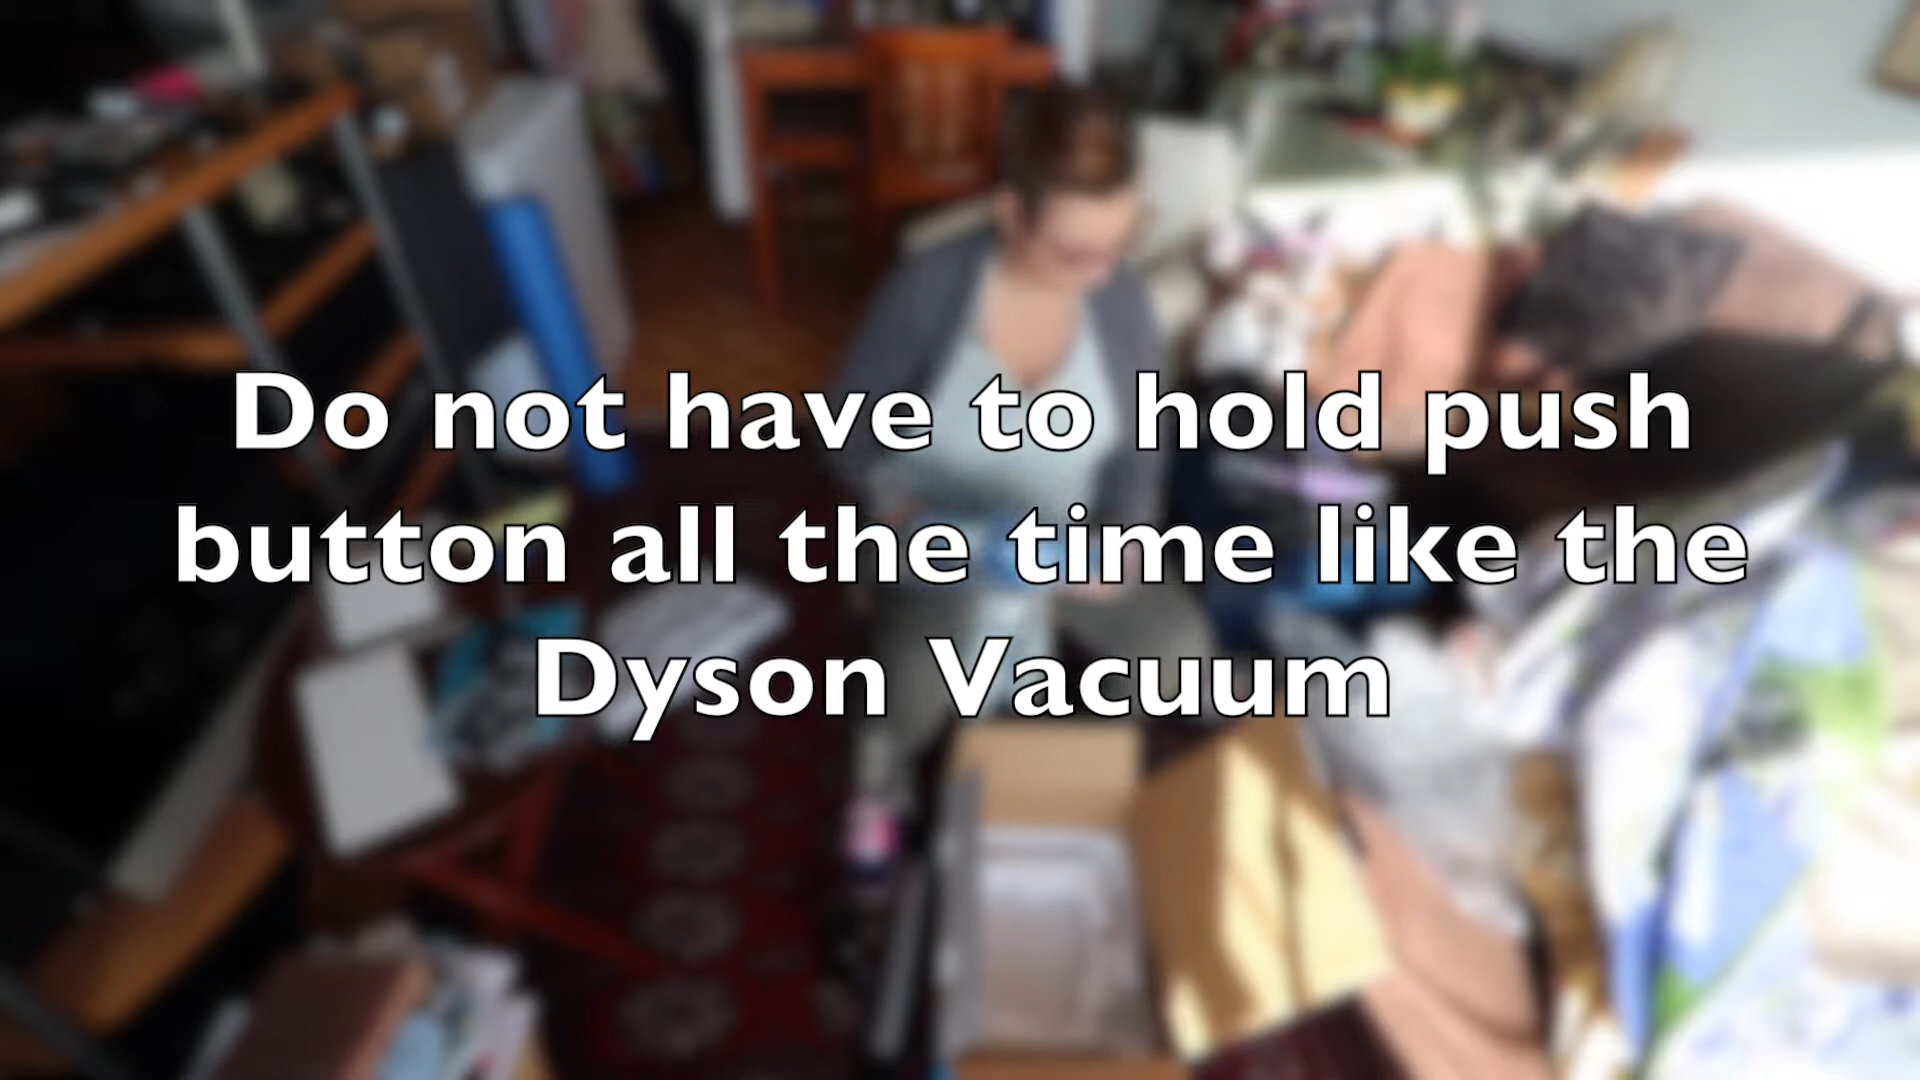 Do not have to hold push
button all the time like the
Dyson Vacuum